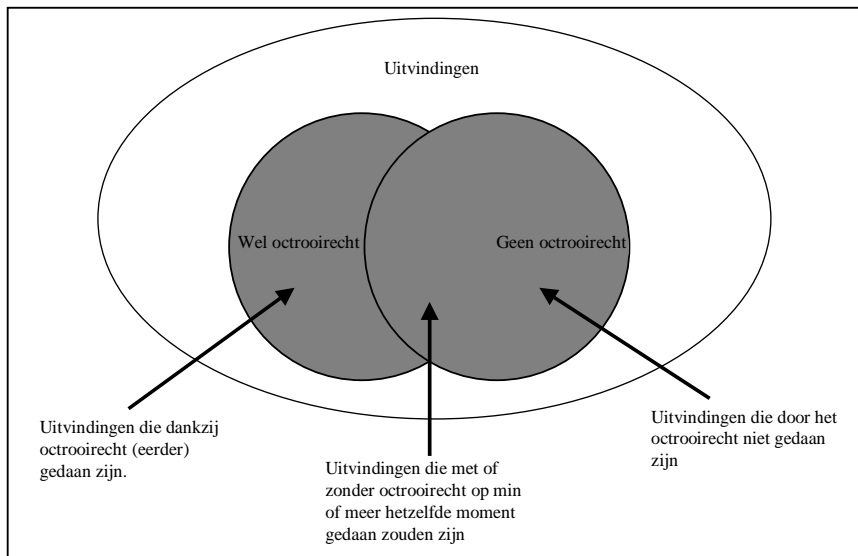 Uitvindingen
Wel octrooirecht
Geen octrooirecht
Uitvindingen die dankzij
octrooirecht (eerder)
gedaan zijn.
Uitvindingen die met of
zonder octrooirecht op min
of meer hetzelfde moment
gedaan zouden zijn
Uitvindingen die door het
octrooirecht niet gedaan
zijn